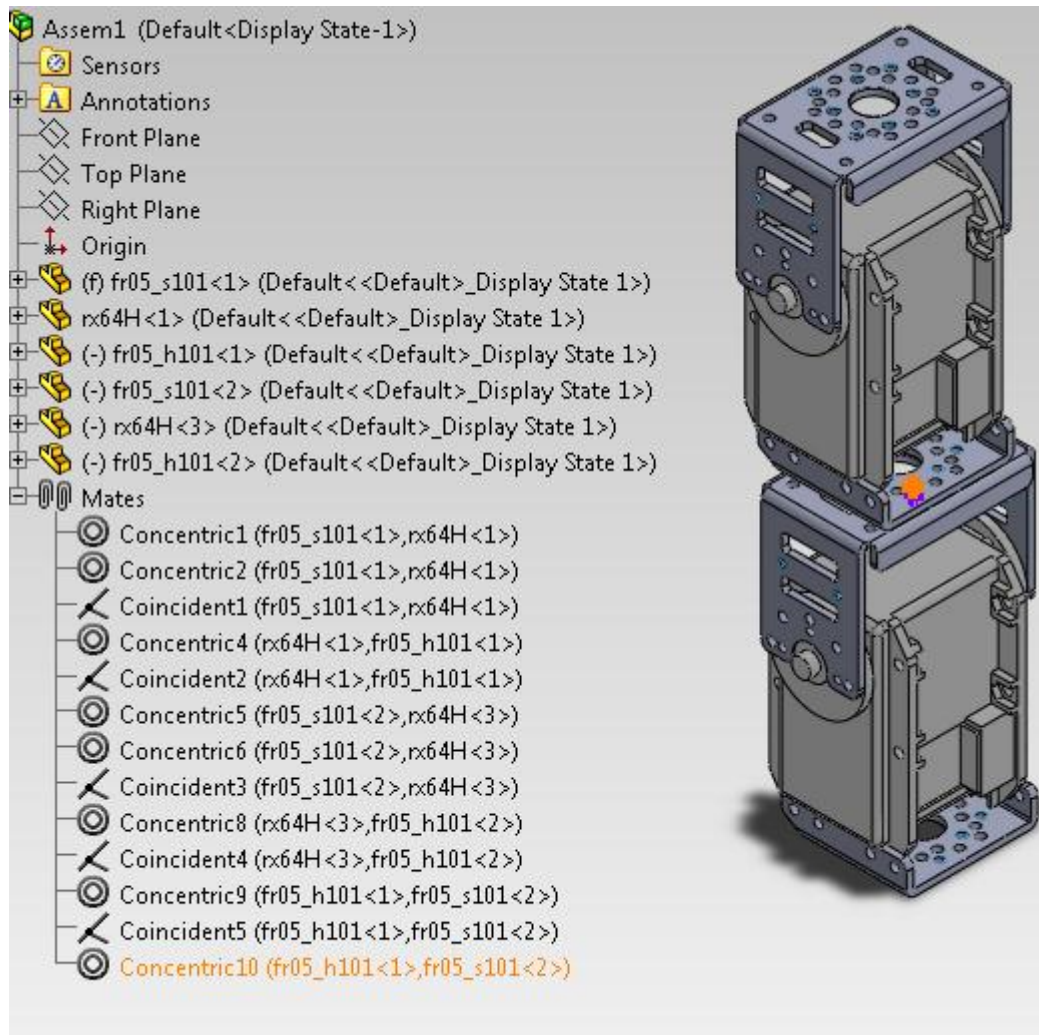 Assem1 (Default<Display State-1>)
Sensors
A Annotations
Front Plane
Top Plane
Right Plane
Origin
(f) fr05_s101<1> (Default<<Default>_Display State 1>)
rx64H<1> (Default<<Default>_Display State 1>)
(-) fr05_h101<1> (Default<<Default>_Display State 1>)
(-) fr05_s101<2> (Default<<Default>_Display State 1>)
(-) rx64H<3> (Default<<Default>_Display State 1>)
(-) fr05_h101<2> (Default<<Default>_Display State 1>)
Mates
Concentric1 (fr05_s101<1>,rx64H<1>)
Concentric2 (fr05_s101<1>,rx64H<1>)
Coincident1 (fr05_s101<1>,rx64H<1>)
Concentric4 (rx64H<1>,fr05_h101<1>)
Coincident2 (rx64H<1>,fr05_h101<1>)
Concentric5 (fr05_s101<2>,rx64H<3>)
Concentric6 (fr05_s101<2>,rx64H<3>)
Coincident3 (fr05_s101<2>,rx64H<3>)
Concentric8 (rx64H<3>,fr05_h101<2>)
Coincident4 (rx64H<3>,fr05_h101<2>)
Concentric9 (fr05_h101<1>,fr05_s101<2>)
Coincident5 (fr05_h101<1>,fr05_s101<2>)
Concentric10 (fr05_h101<1>,fr05_s101<2>)